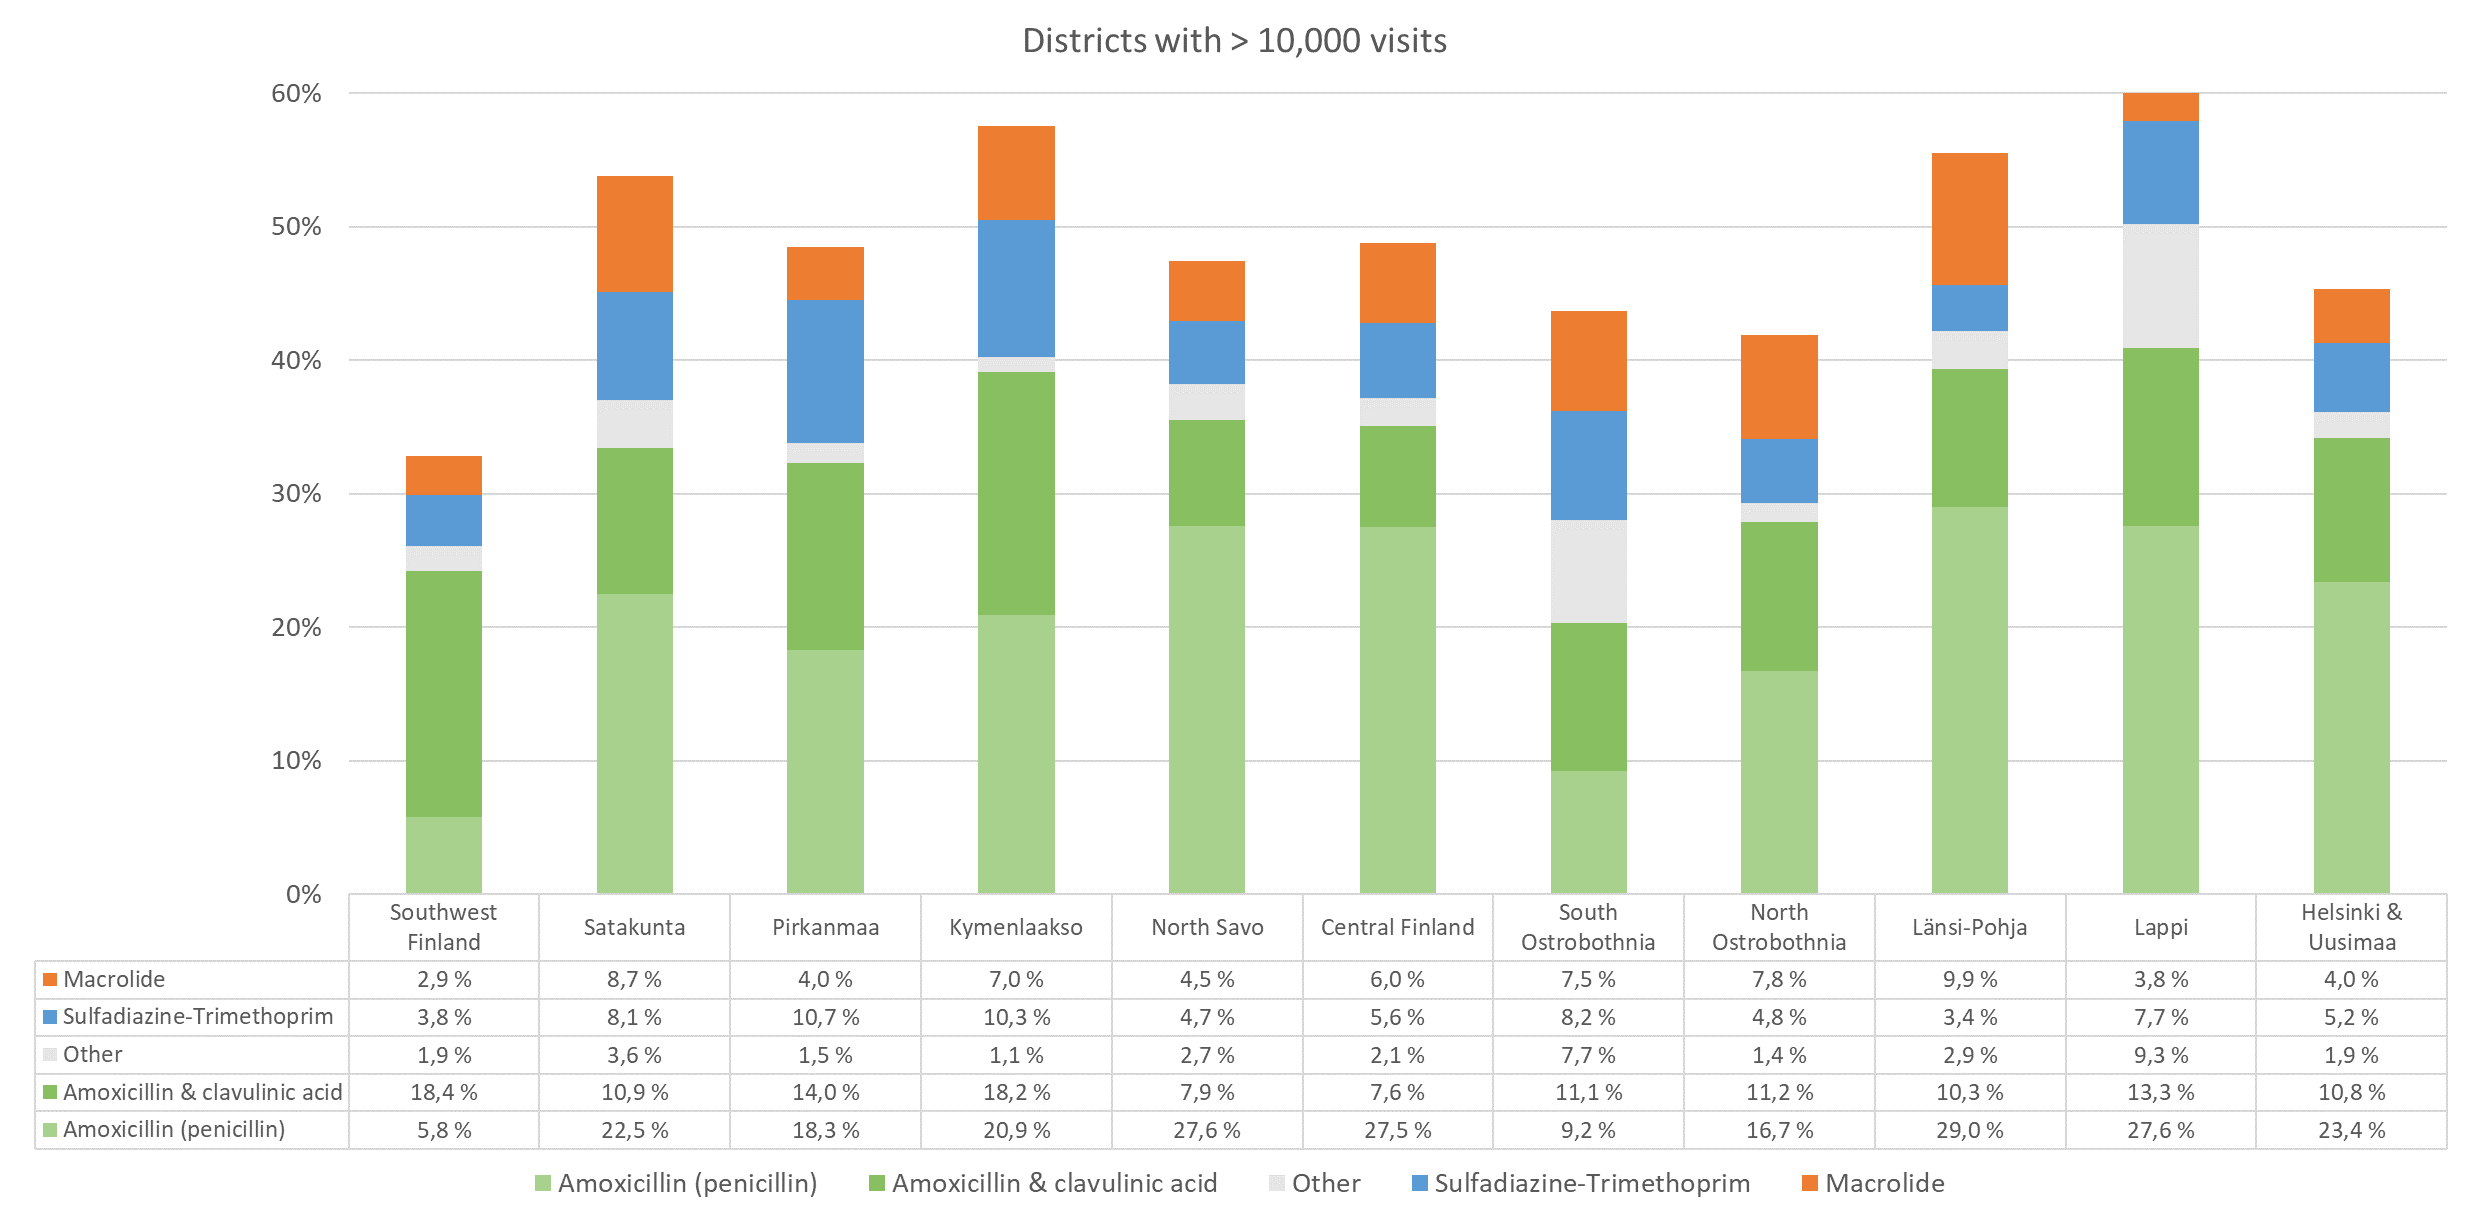 Districts with > 10,000 visits
60%
50%
40%
30%
20%
10%
0%
Southwest Finland Satakunta Pirkanmaa Kymenlaakso North Savo Central Finland South Ostrobothnia North Ostrobothnia Länsi-Pohja Lappi Helsinki & Uusimaa
Macrolide 2,9 % 8,7 % 4,0 % 7,0 % 4,5 % 6,0 % 7,5 % 7,8 % 9,9 % 3,8 % 4,0 %
Sulfadiazine-Trimethoprim 3,8 % 8,1 % 10,7 % 10,3 % 4,7 % 5,6 % 8,2 % 4,8 % 3,4 % 7,7 % 5,2 %
Other 1,9 % 3,6 % 1,5 % 1,1 % 2,7 % 2,1 % 7,7 % 1,4 % 2,9 % 9,3 % 1,9 %
Amoxicillin & clavulinic acid 18,4 % 10,9 % 14,0 % 18,2 % 7,9 % 7,6 % 11,1 % 11,2 % 10,3 % 13,3 % 10,8 %
Amoxicillin (penicillin) 5,8 % 22,5 % 18,3 % 20,9 % 27,6 % 27,5 % 9,2 % 16,7 % 29,0 % 27,6 % 23,4 %
Amoxicillin (penicillin) Amoxicillin & clavulinic acid Other Sulfadiazine-Trimethoprim Macrolide